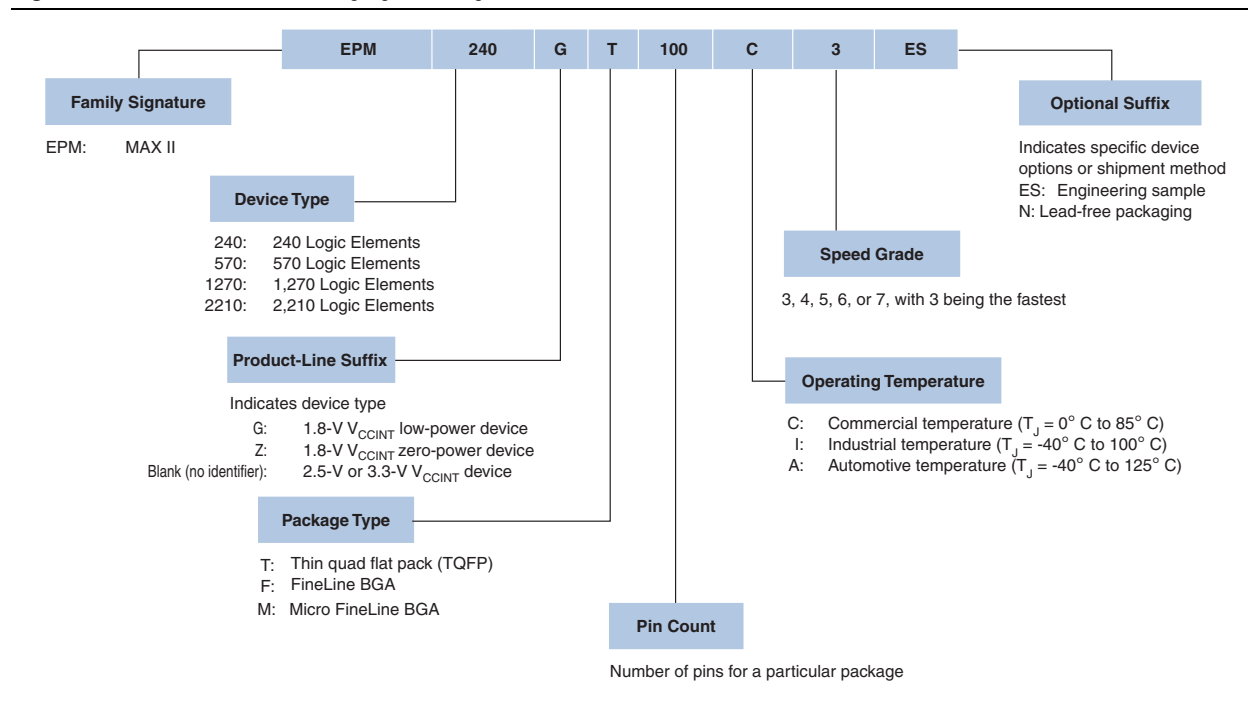 EPM 240 G T 100 C 3 ES
Family Signature
EPM: MAX II
Optional Suffix
Indicates specific device
options or shipment method
ES: Engineering sample
N: Lead-free packaging
Device Type
240: 240 Logic Elements
570: 570 Logic Elements
1270: 1,270 Logic Elements
2210: 2,210 Logic Elements
Speed Grade
3, 4, 5, 6, or 7, with 3 being the fastest
Product-Line Suffix
Indicates device type
G: 1.8-V VCCINT low-power device
Z: 1.8-V VCCINT zero-power device
Blank (no identifier): 2.5-V or 3.3-V VCCINT device
Operating Temperature
C: Commercial temperature (TJ = 0° C to 85° C)
I: Industrial temperature (TJ = -40° C to 100° C)
A: Automotive temperature (TJ = -40° C to 125° C)
Package Type
T: Thin quad flat pack (TQFP)
F: FineLine BGA
M: Micro FineLine BGA
Pin Count
Number of pins for a particular package